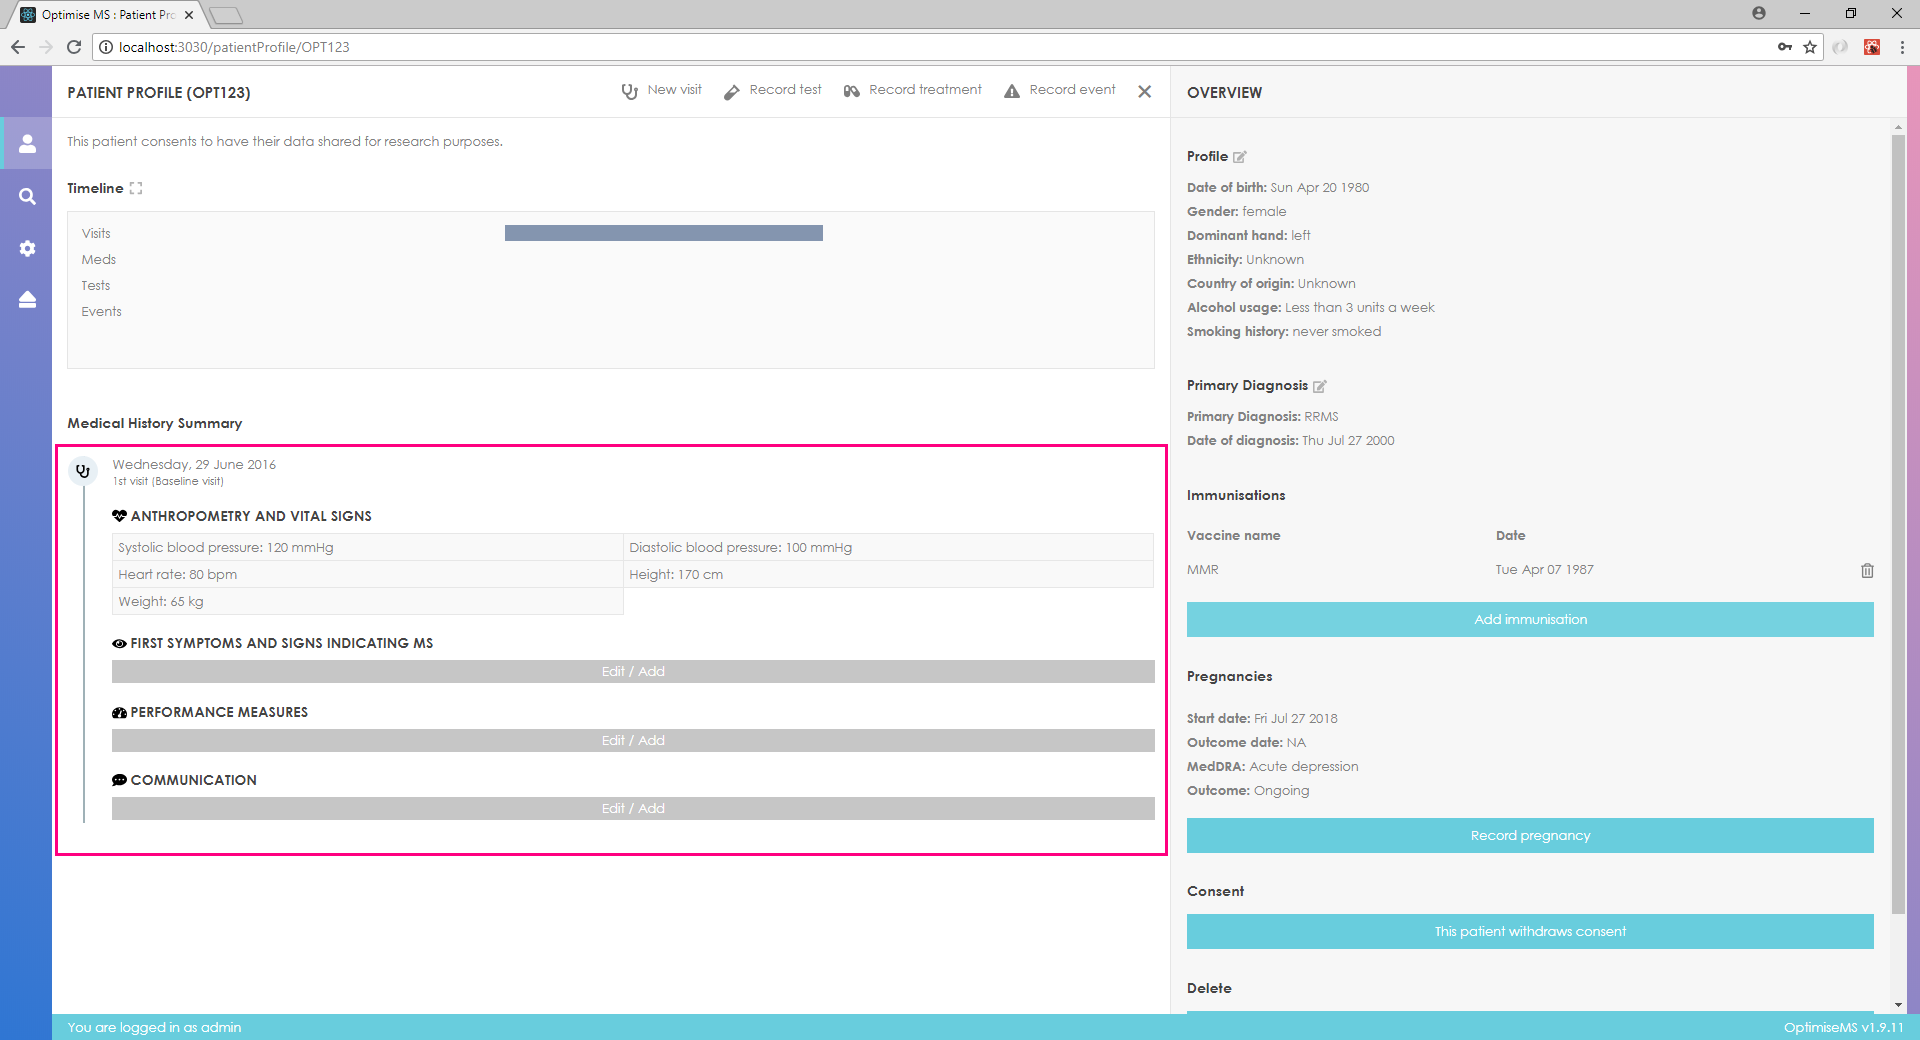 Optimise MS : Patient Pro
localhost:3030/patientProfile/OPT123
PATIENT PROFILE (OPT123)
New visit
Record test
Record treatment
Record event
This patient consents to have their data shared for research purposes.
Timeline
Visits
Meds
Tests
Events
Medical History Summary
Wednesday, 29 June 2016
1st visit (Baseline visit)
ANTHROPOMETRY AND VITAL SIGNS
Systolic blood pressure: 120 mmHg
Diastolic blood pressure: 100 mmHg
Heart rate: 80 bpm
Height: 170 cm
Weight: 65 kg
FIRST SYMPTOMS AND SIGNS INDICATING MS
Edit / Add
PERFORMANCE MEASURES
Edit / Add
COMMUNICATION
Edit / Add
OVERVIEW
Profile
Date of birth: Sun Apr 20 1980
Gender: female
Dominant hand: left
Ethnicity: Unknown
Country of origin: Unknown
Alcohol usage: Less than 3 units a week
Smoking history: never smoked
Primary Diagnosis
Primary Diagnosis: RRMS
Date of diagnosis: Thu Jul 27 2000
Immunisations
Vaccine name Date
MMR Tue Apr 07 1987
Add immunisation
Pregnancies
Start date: Fri Jul 27 2018
Outcome date: NA
MedDRA: Acute depression
Outcome: Ongoing
Record pregnancy
Consent
This patient withdraws consent
Delete
You are logged in as admin
OptimiseMS v1.9.11